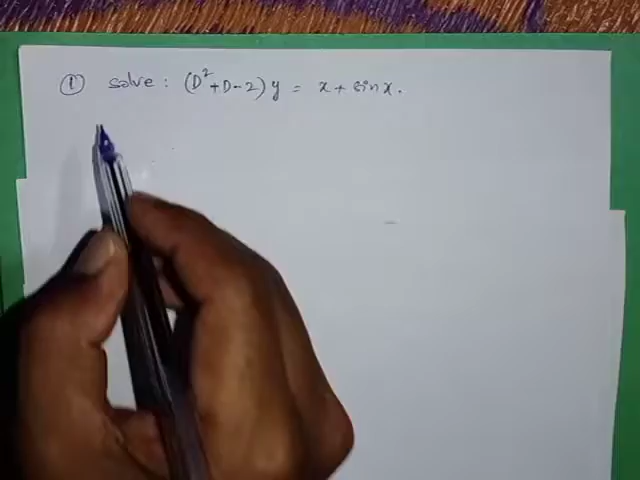 ① Solve : (D²+D-2)y = x + sin x.